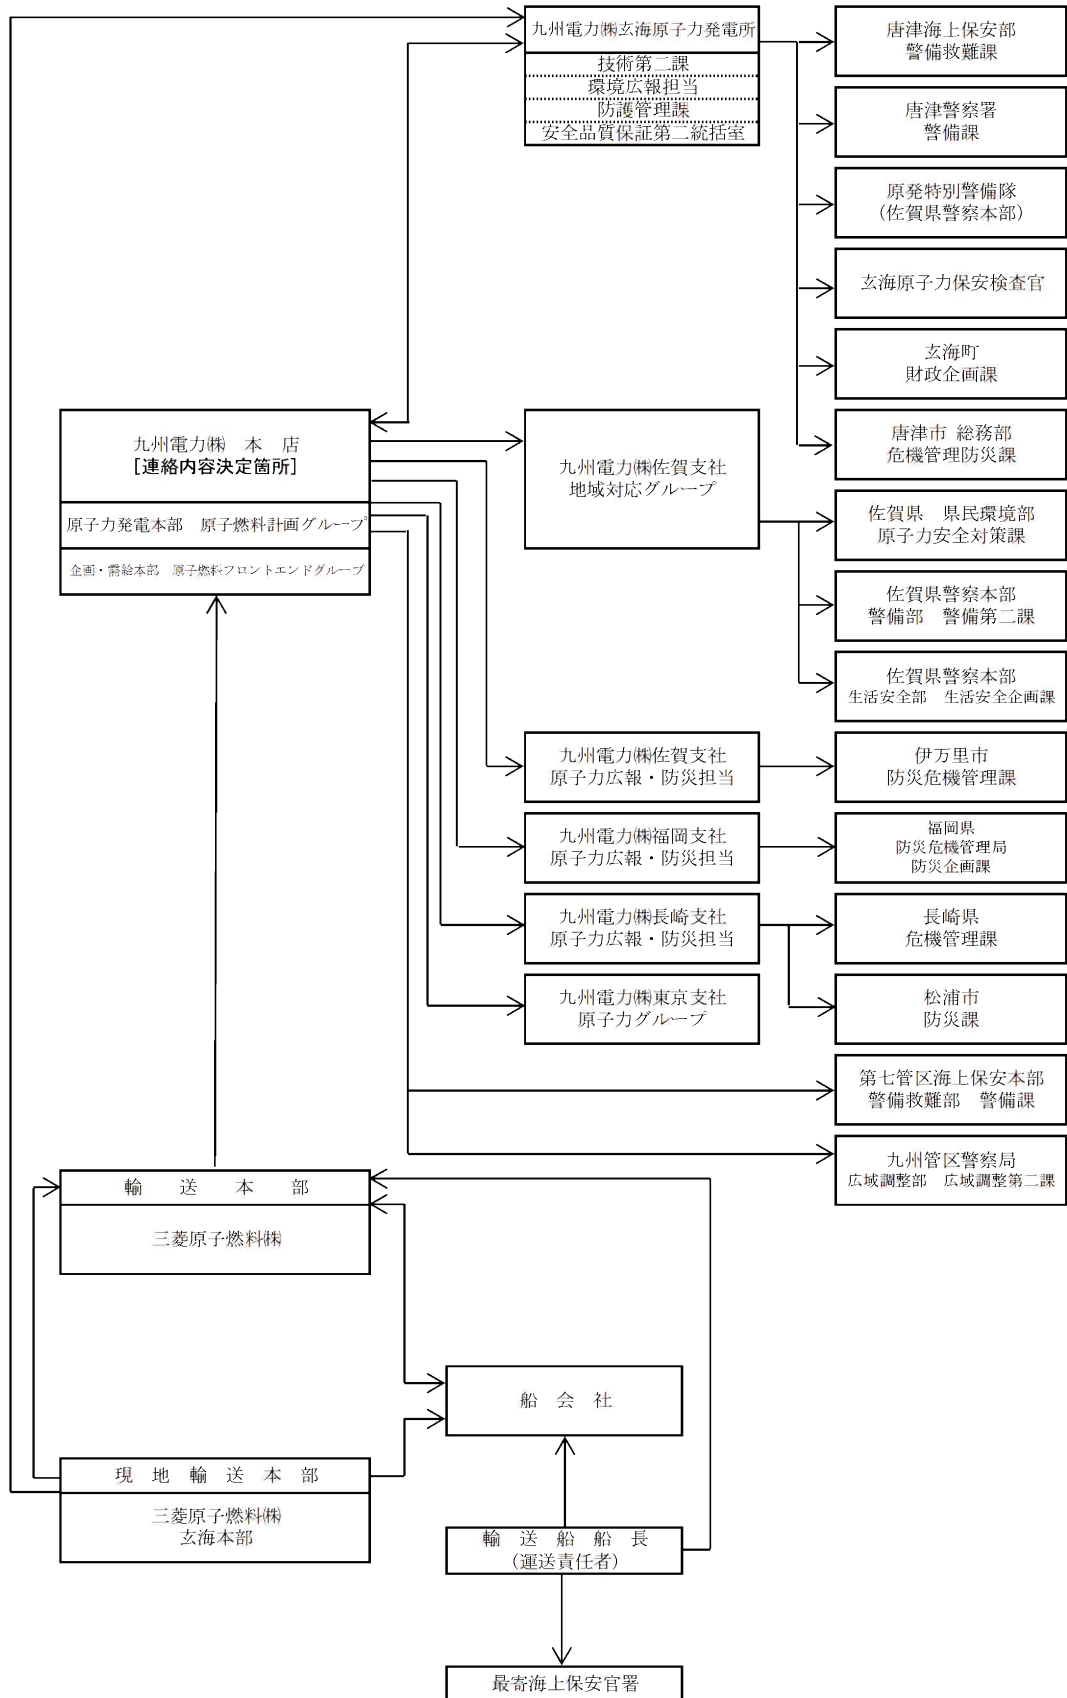 九州電力㈱玄海原子力発電所
技術第二課
環境広報担当
防護管理課
安全品質保証第二統括室
唐津海上保安部
警備救難課
唐津警察署
警備課
原発特別警備隊
(佐賀県警察本部)
玄海原子力保安検査官
玄海町
財政企画課
唐津市 総務部
危機管理防災課
九州電力㈱ 本 店
[連絡内容決定箇所]
原子力発電本部 原子燃料計画グループ
企画・需給本部 原子燃料フロントエンドグループ
九州電力㈱佐賀支社
地域対応グループ
佐賀県 県民環境部
原子力安全対策課
佐賀県警察本部
警備部 警備第二課
佐賀県警察本部
生活安全部 生活安全企画課
九州電力㈱佐賀支社
原子力広報・防災担当
伊万里市
防災危機管理課
九州電力㈱福岡支社
原子力広報・防災担当
福岡県
防災危機管理局
防災企画課
九州電力㈱長崎支社
原子力広報・防災担当
長崎県
危機管理課
九州電力㈱東京支社
原子力グループ
松浦市
防災課
第七管区海上保安本部
警備救難部 警備課
九州管区警察局
広域調整部 広域調整第二課
輸 送 本 部
三菱原子燃料㈱
船 会 社
現 地 輸 送 本 部
三菱原子燃料㈱
玄海本部
輸 送 船 船 長
(運送責任者)
最寄海上保安官署